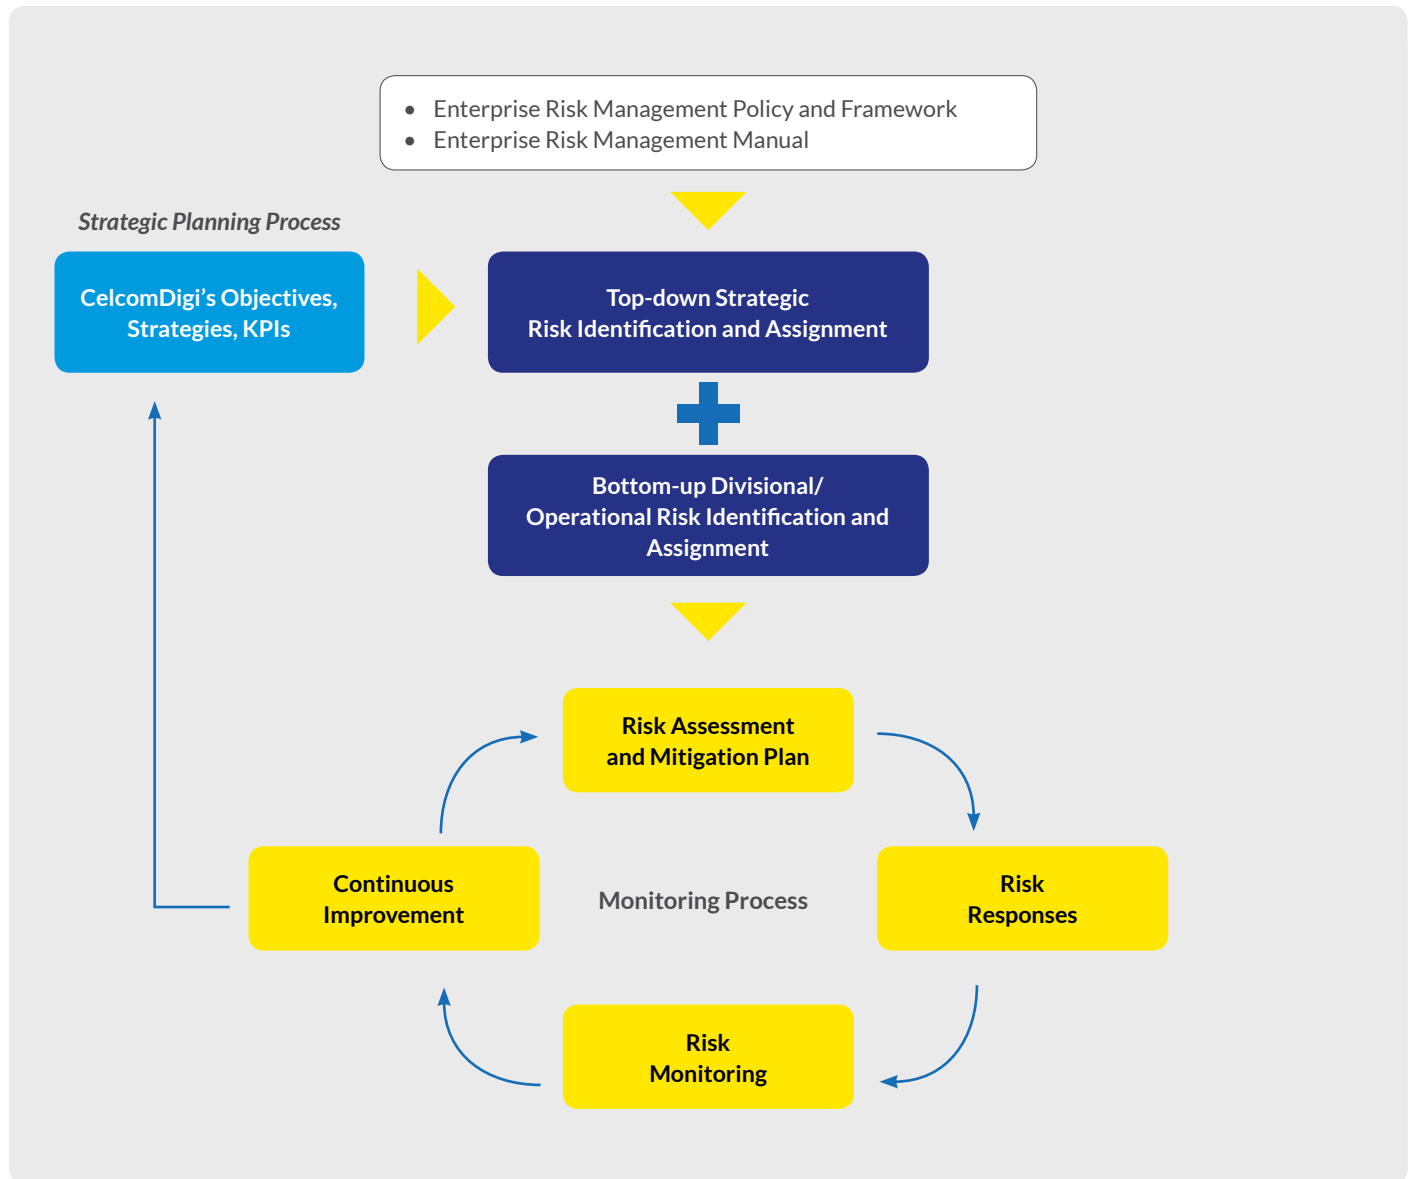 • Enterprise Risk Management Policy and Framework
• Enterprise Risk Management Manual
Strategic Planning Process
CelcomDigi’s Objectives,
Strategies, KPIs
Top-down Strategic
Risk Identification and Assignment
Bottom-up Divisional/
Operational Risk Identification and
Assignment
Risk Assessment
and Mitigation Plan
Continuous
Improvement
Monitoring Process
Risk
Responses
Risk
Monitoring